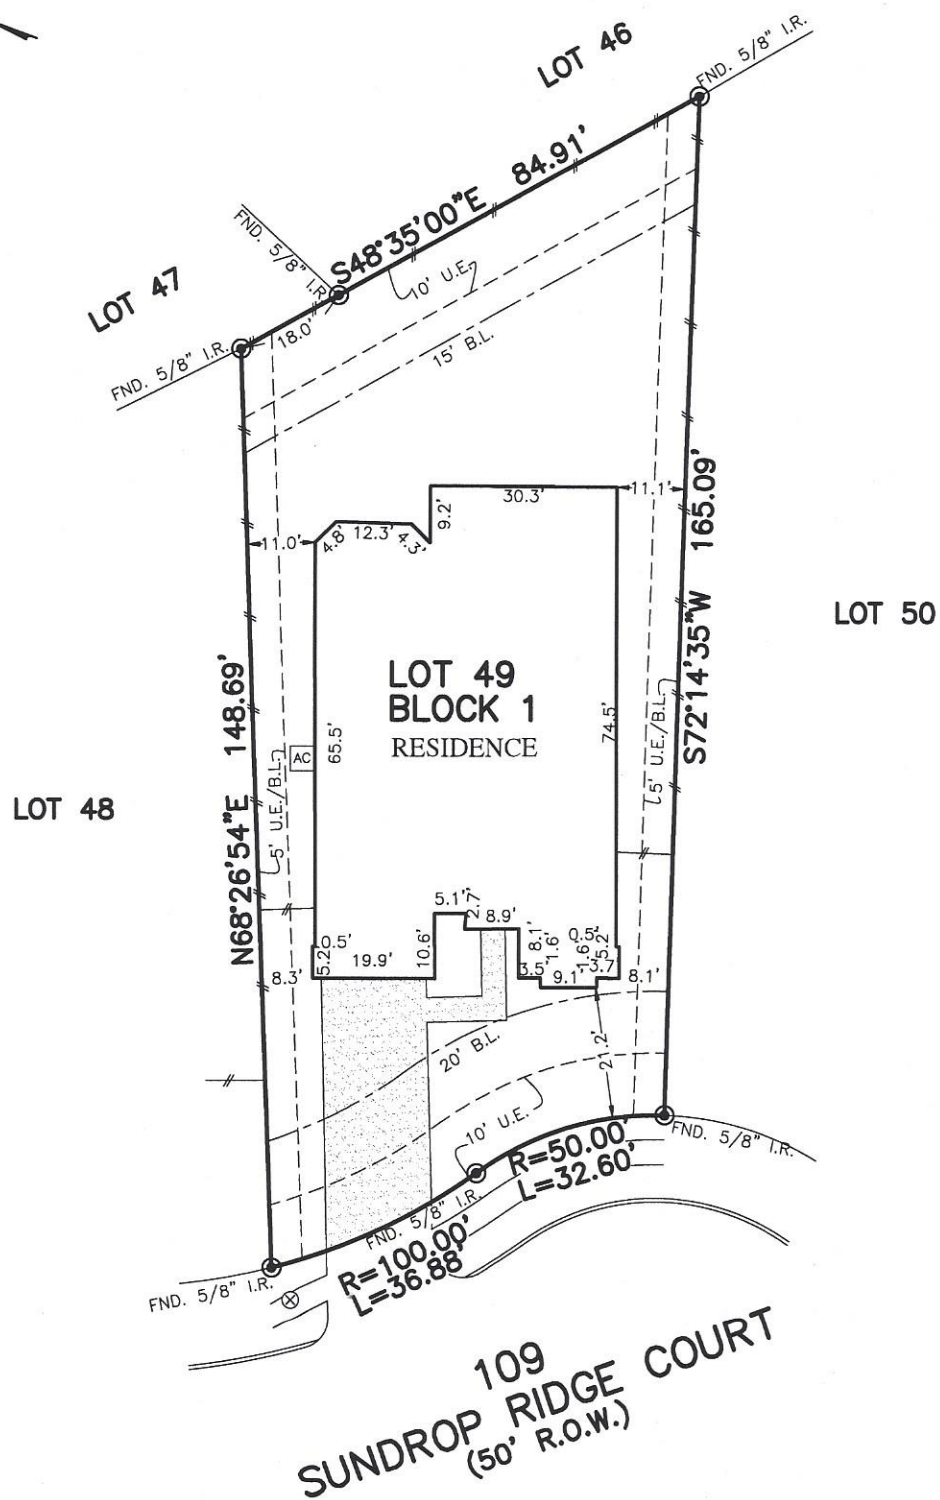 LOT 46
FND. 5/8" I.R.
S48°35'00"E 84.91'
FND. 5/8" I.R.
LOT 47
10' U.E.
18.0'
FND. 5/8" I.R.
15' B.L.
30.3'
11.1'
9.2'
4.8'
12.3'
4.3'
11.0'
S72°14'35"W 165.09'
LOT 50
LOT 49
BLOCK 1
RESIDENCE
N68°26'54"E 148.69'
65.5'
74.5'
AC
5' U.E./B.L.
5' U.E./B.L.
LOT 48
5.1'
2.7'
8.9'
0.5'
5.2'
19.9'
10.6'
8.1'
1.6'
0.5'
5.2'
1.6'
3.5'
9.1'
3.7'
8.3'
8.1'
20' B.L.
21.2'
10' U.E.
R=50.00'
L=32.60'
FND. 5/8" I.R.
FND. 5/8" I.R.
R=100.00'
L=36.88'
FND. 5/8" I.R.
109
SUNDROP RIDGE COURT
(50' R.O.W.)